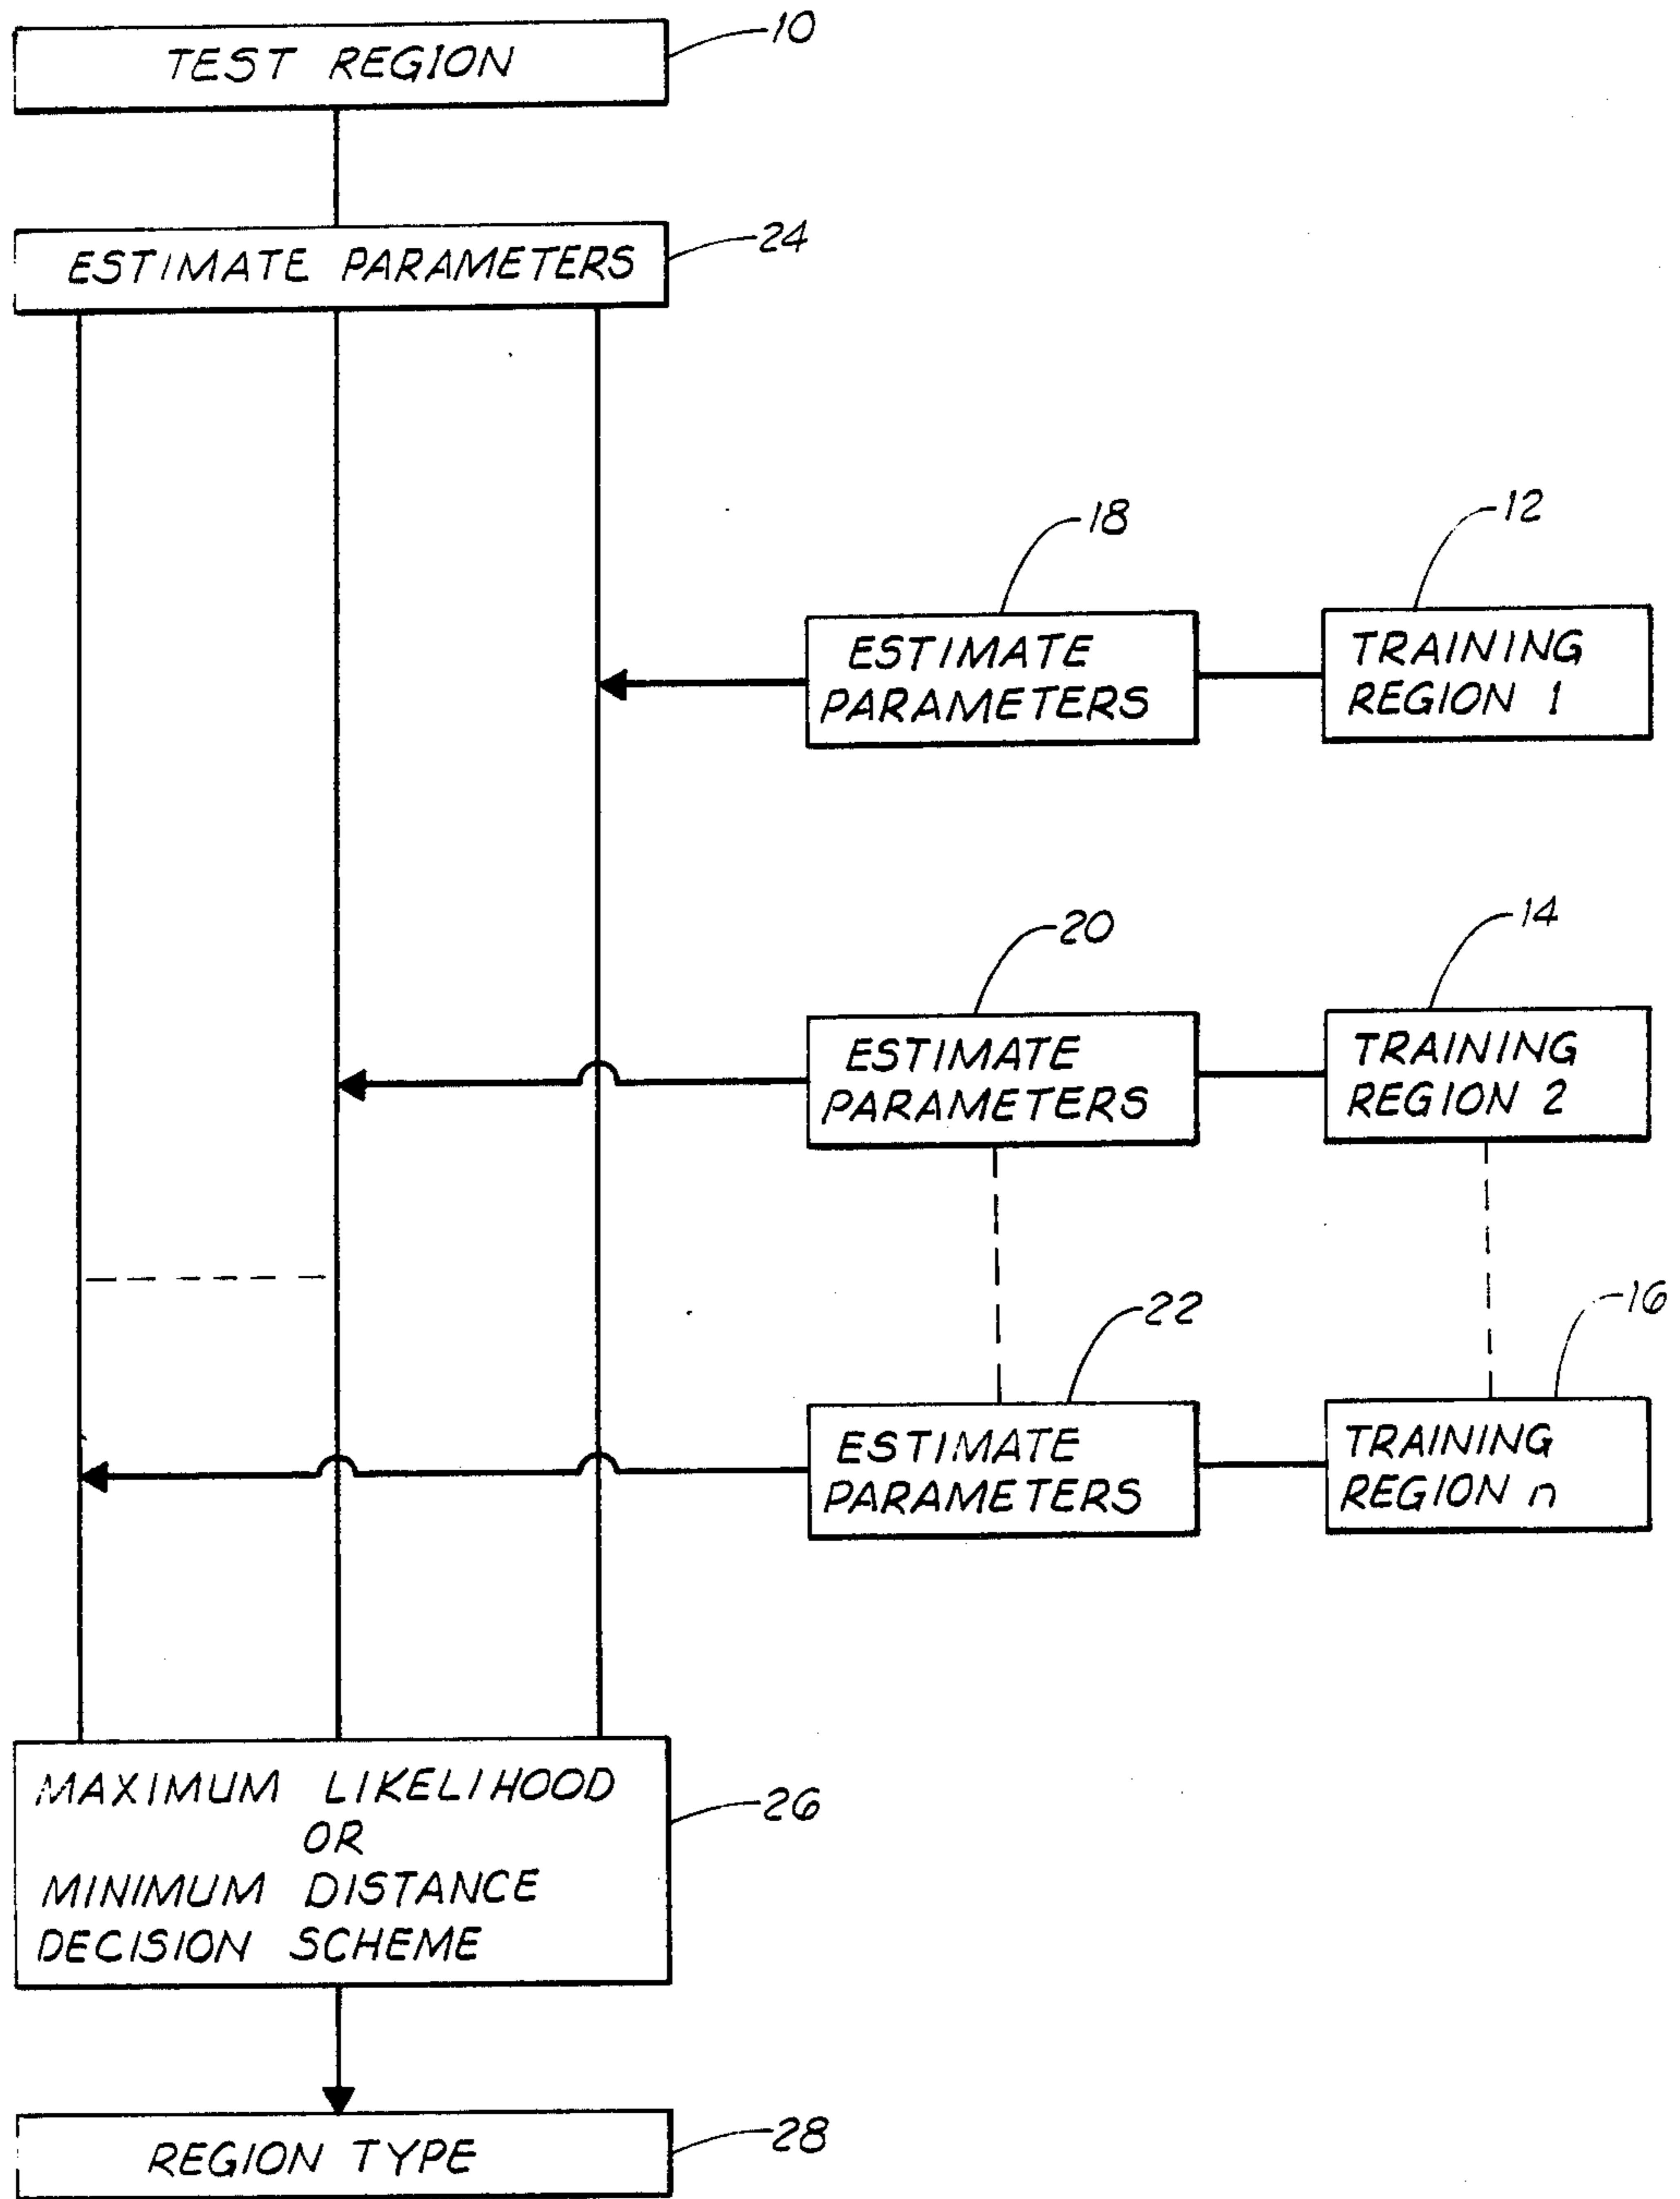 TEST REGION
10
ESTIMATE PARAMETERS
24
18
12
ESTIMATE
PARAMETERS
TRAINING
REGION 1
20
14
ESTIMATE
PARAMETERS
TRAINING
REGION 2
22
16
ESTIMATE
PARAMETERS
TRAINING
REGION n
MAXIMUM LIKELIHOOD
OR
MINIMUM DISTANCE
DECISION SCHEME
26
REGION TYPE
28